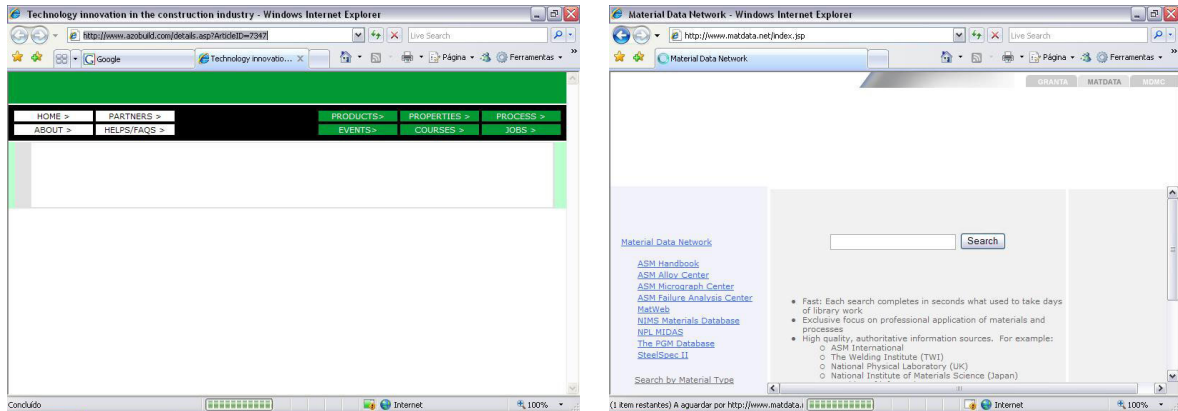 Technology innovation in the construction industry - Windows Internet Explorer
http://www.azobuild.com/details.asp?ArticleID=7347
Live Search
Google
Technology innovatio...
Página
Ferramentas
HOME > PARTNERS > PRODUCTS> PROPERTIES > PROCESS >
ABOUT > HELPS/FAQS > EVENTS> COURSES > JOBS >
Concluído
Internet
100%
Material Data Network - Windows Internet Explorer
http://www.matdata.net/index.jsp
Live Search
Material Data Network
Página
Ferramentas
GRANTA MATDATA MDMC
Material Data Network
ASM Handbook
ASM Alloy Center
ASM Micrograph Center
ASM Failure Analysis Center
MatWeb
NIMS Materials Database
NPL MIDAS
The PGM Database
SteelSpec II
Search by Material Type
Search
Fast: Each search completes in seconds what used to take days
of library work
Exclusive focus on professional application of materials and
processes
High quality, authoritative information sources. For example:
ASM International
The Welding Institute (TWI)
National Physical Laboratory (UK)
National Institute of Materials Science (Japan)
(1 item restantes) A aguardar por http://www.matdata.
Internet
100%